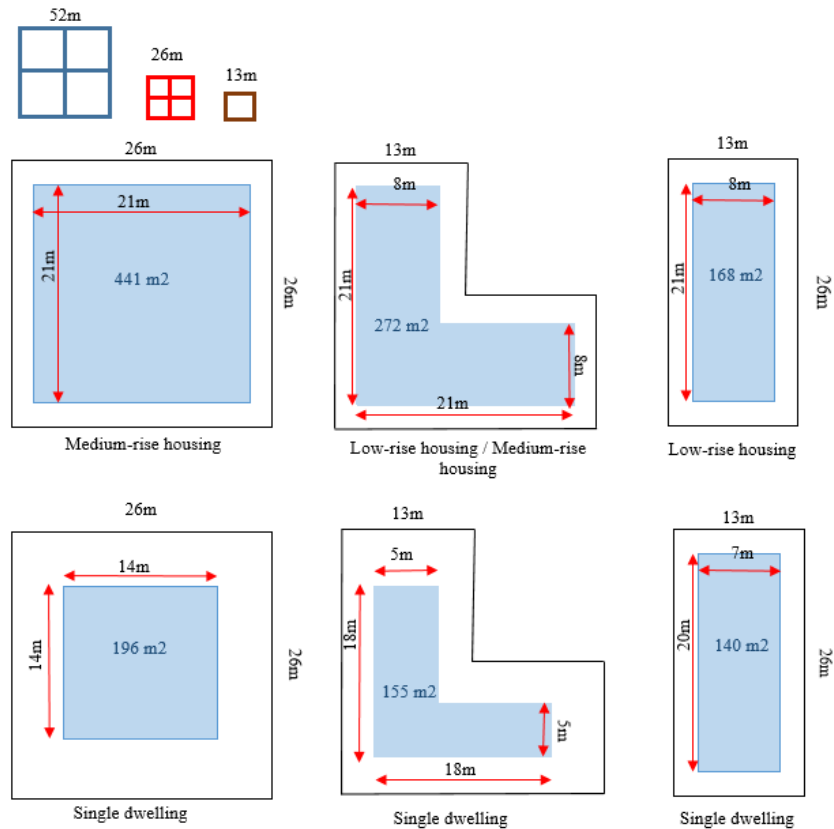 52m
26m
13m
26m
21m
21m
441 m2
26m
Medium-rise housing
13m
8m
21m
272 m2
8m
21m
Low-rise housing / Medium-rise
housing
13m
8m
21m
168 m2
26m
Low-rise housing
26m
14m
14m
196 m2
26m
Single dwelling
13m
5m
18m
155 m2
5m
18m
Single dwelling
13m
7m
20m
140 m2
26m
Single dwelling